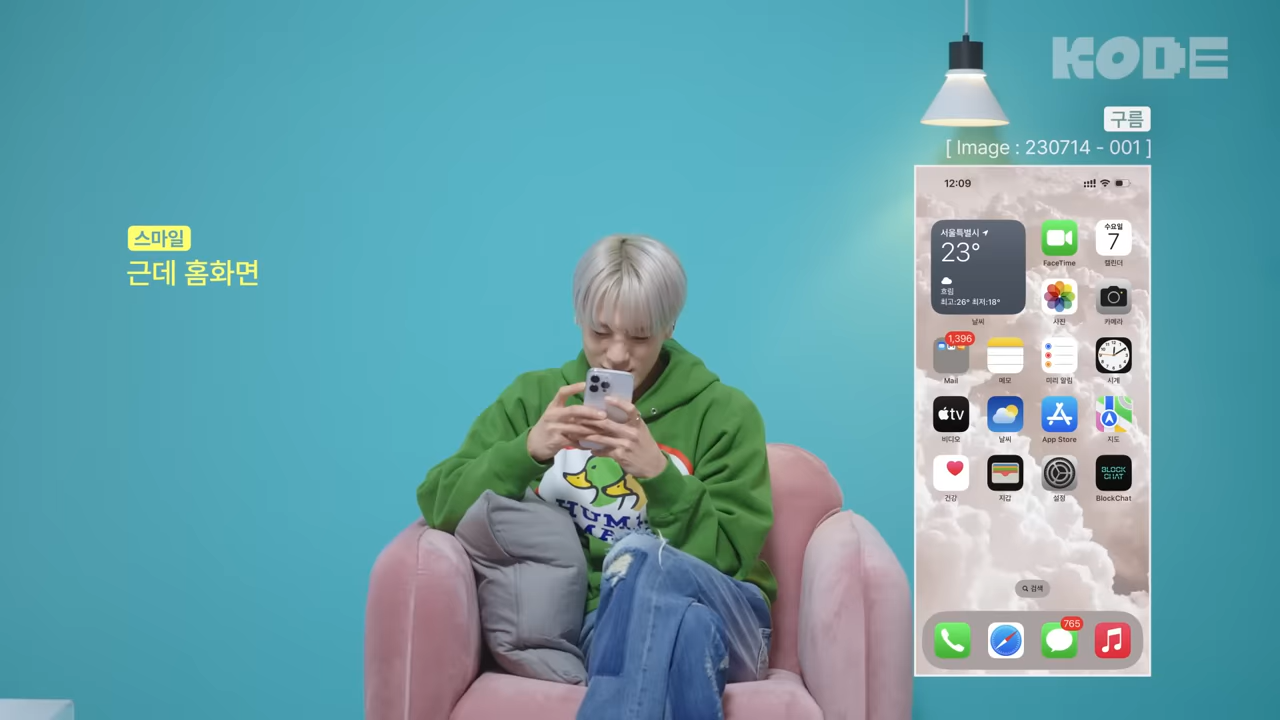 KODE
구름
[ Image : 230714 - 001 ]
스마일
근데 홈화면
12:09
서울특별시
23°
흐림
최고:26° 최저:18°
날씨
FaceTime
수요일
7
캘린더
사진
카메라
1,396
Mail
메모
미리 알림
시계
tv
비디오
날씨
App Store
지도
건강
지갑
설정
BLOCK
CHAT
BlockChat
검색
765
HUM